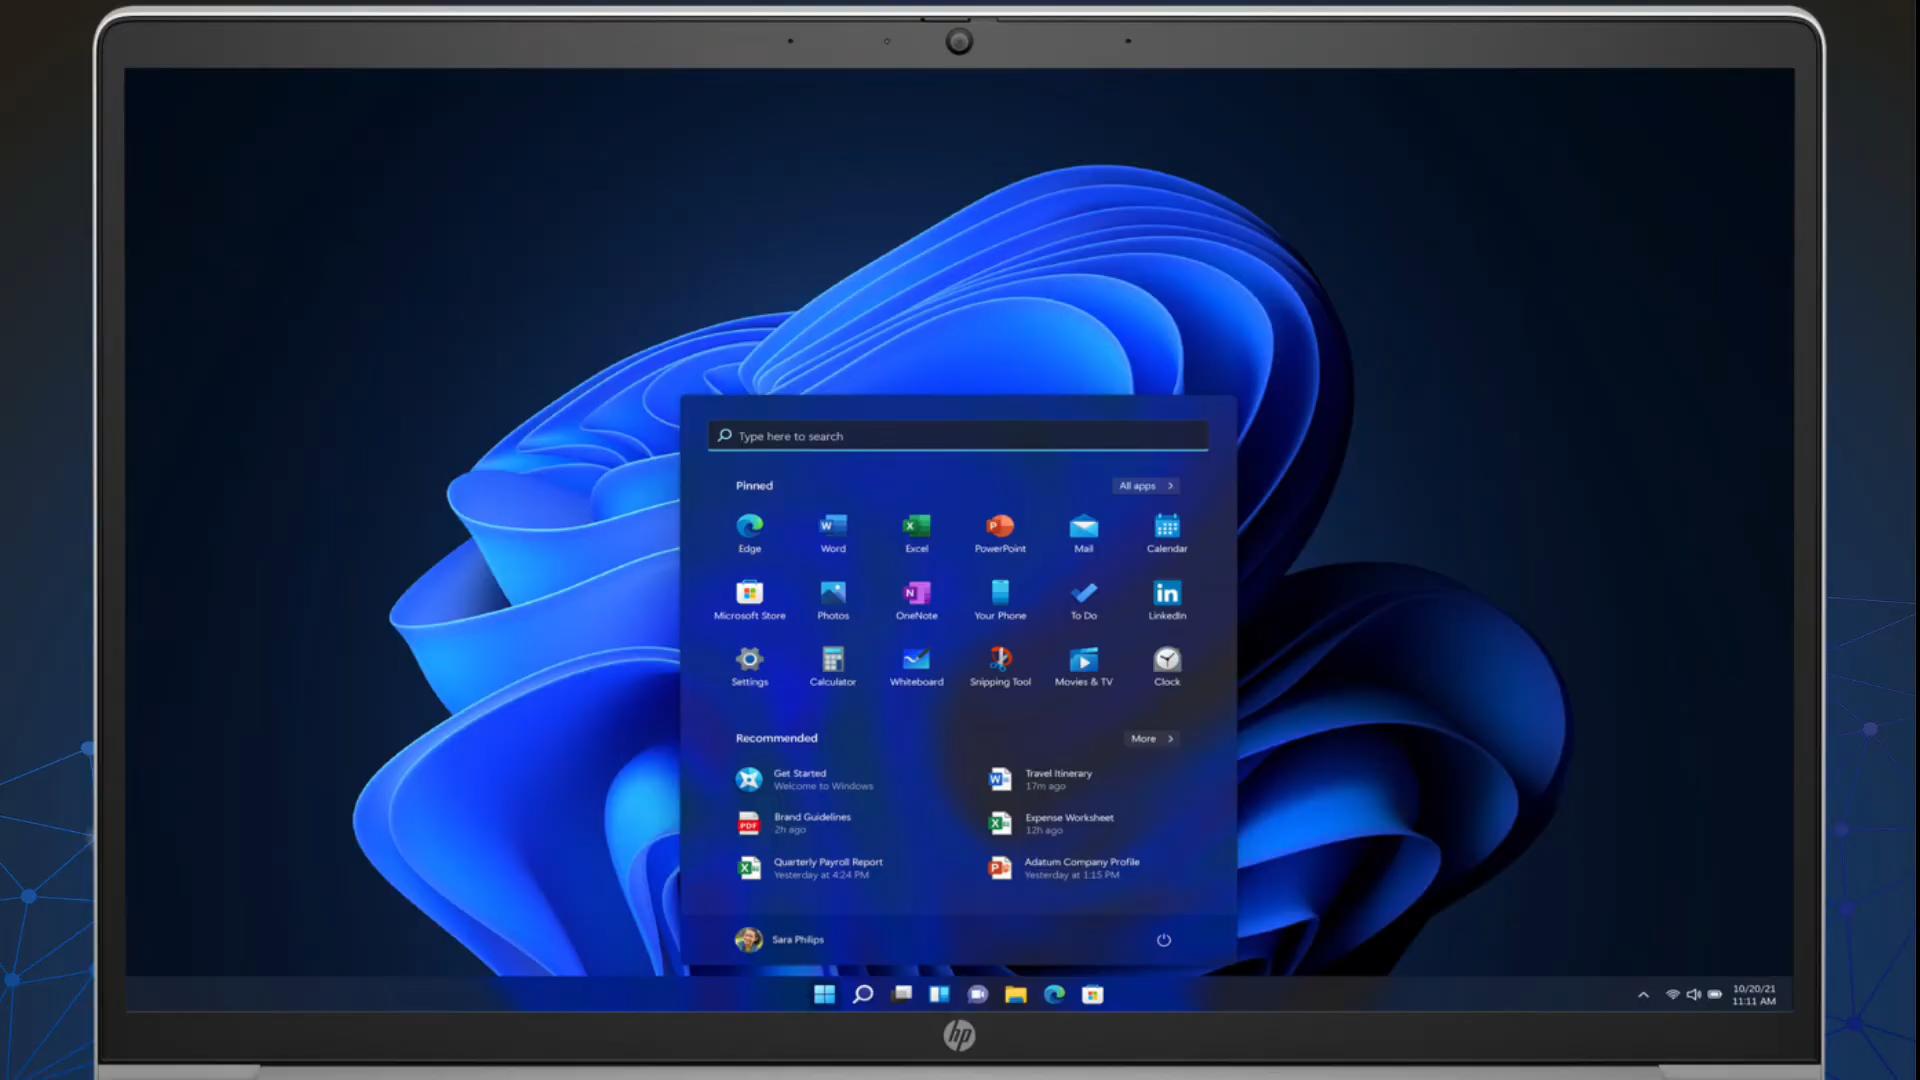 Type here to search
Pinned
All apps
Edge
Word
Excel
PowerPoint
Mail
Calendar
Microsoft Store
Photos
OneNote
Your Phone
To Do
LinkedIn
Settings
Calculator
Whiteboard
Snipping Tool
Movies & TV
Clock
Recommended
More
Get Started
Welcome to Windows
Travel Itinerary
17m ago
Brand Guidelines
2h ago
Expense Worksheet
12h ago
Quarterly Payroll Report
Yesterday at 4:24 PM
Adatum Company Profile
Yesterday at 1:15 PM
Sara Philips
10/20/21
11:11 AM
hp
W
X
P
N
in
W
PDF
X
X
P